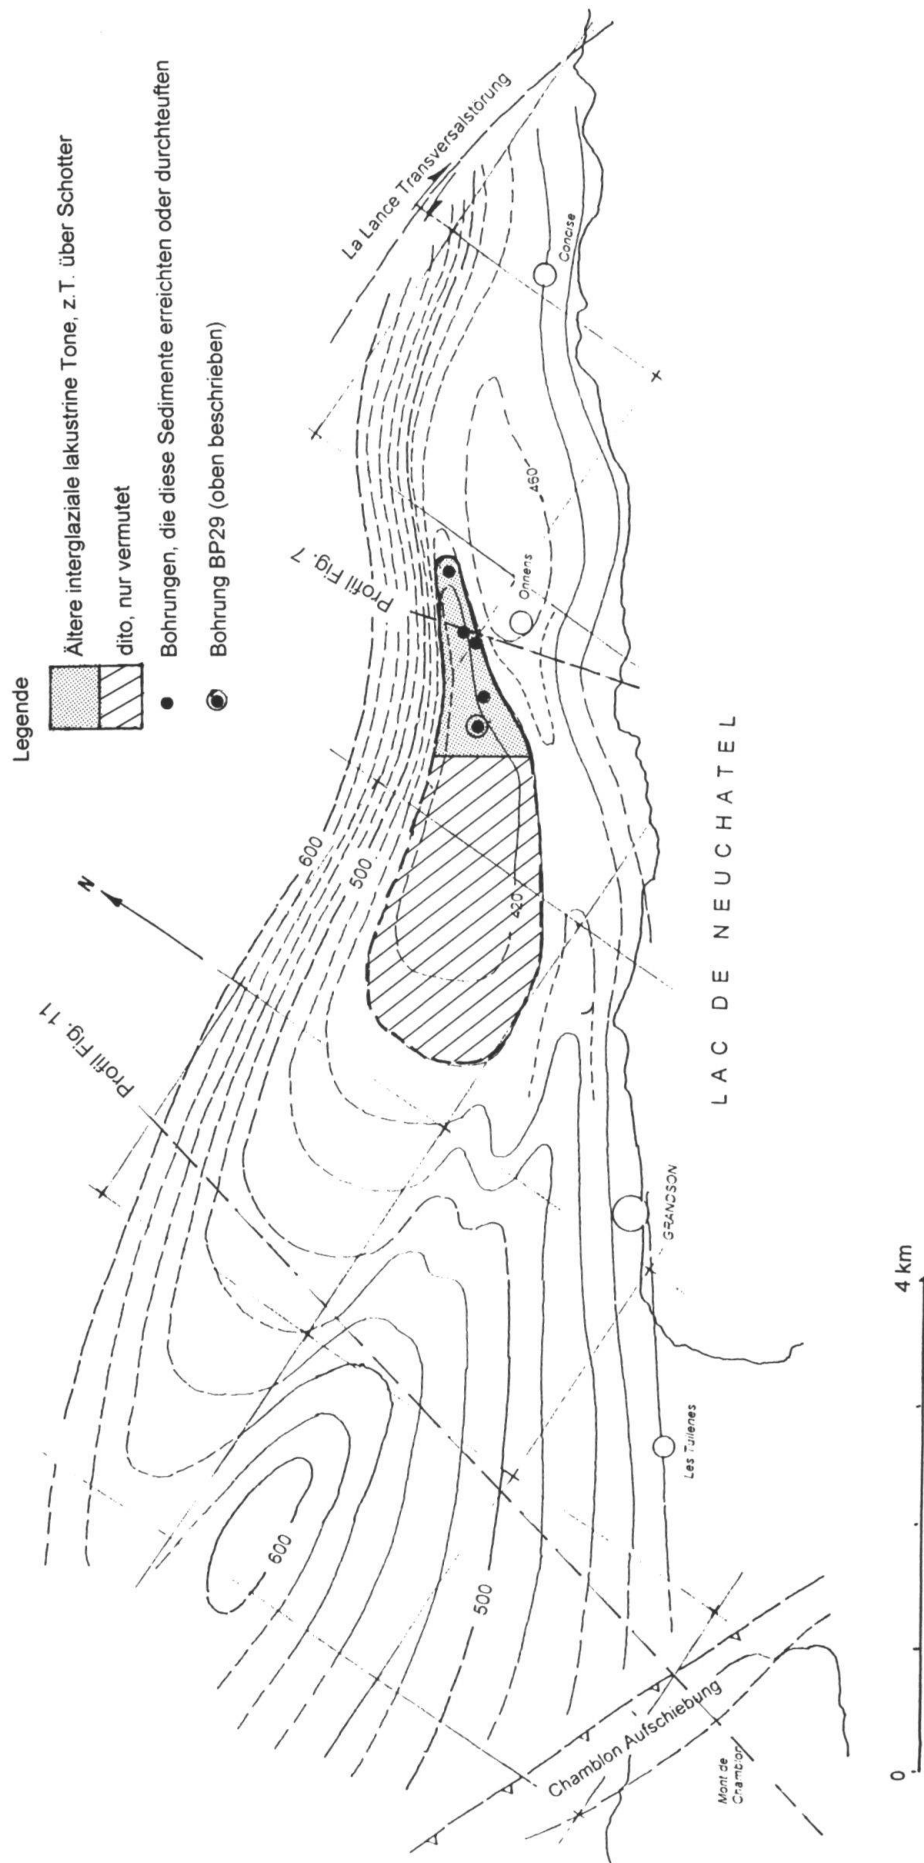 Legende
Ältere interglaziale lakustrine Tone, z.T. über Schotter
dito, nur vermutet
Bohrungen, die diese Sedimente erreichten oder durchteuften
Bohrung BP29 (oben beschrieben)
La Lance Transversalstörung
Concise
Profil Fig. 7
460
Onnens
N
600
500
420
Profil Fig. 11
LAC DE NEUCHATEL
GRANDSON
Les Tuileries
600
500
Chamblon Aufschiebung
Mont de
Chamblon
0
4 km